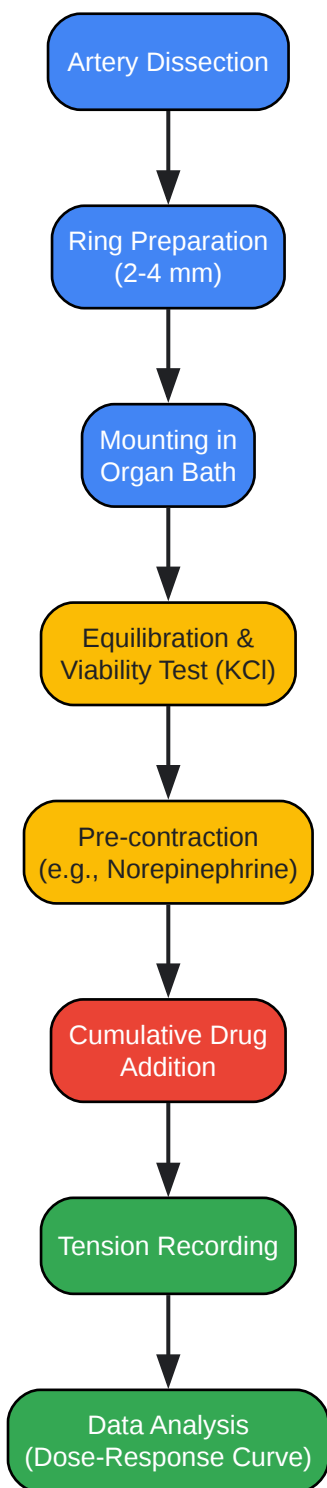 Artery Dissection
Ring Preparation
(2-4 mm)
Mounting in
Organ Bath
Equilibration &
Viability Test (KCl)
Pre-contraction
(e.g., Norepinephrine)
Cumulative Drug
Addition
Tension Recording
Data Analysis
(Dose-Response Curve)